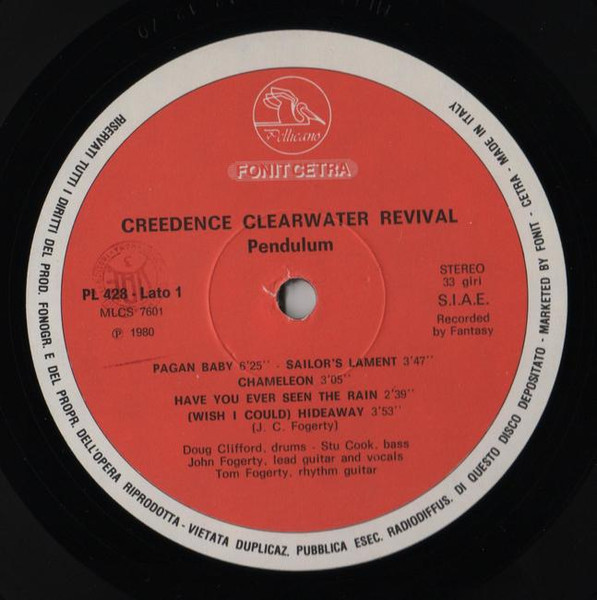 Pellicano
FONIT CETRA
CREEDENCE CLEARWATER REVIVAL
Pendulum
PL 428 - Lato 1
MLCS 7601
℗ 1980
STEREO
33 giri
S.I.A.E.
Recorded
by Fantasy
PAGAN BABY 6'25'' - SAILOR'S LAMENT 3'47''
CHAMELEON 3'05''
HAVE YOU EVER SEEN THE RAIN 2'39''
(WISH I COULD) HIDEAWAY 3'53''
(J. C. Fogerty)
Doug Clifford, drums - Stu Cook, bass
John Fogerty, lead guitar and vocals
Tom Fogerty, rhythm guitar
RISERVATI TUTTI I DIRITTI DEL PROD. FONOGR. E DEL PROPR. DELL'OPERA RIPRODOTTA - VIETATA DUPLICAZ. PUBBLICA ESEC. RADIODIFFUS. DI QUESTO DISCO DEPOSITATO - MARKETED BY FONIT - CETRA - MADE IN ITALY